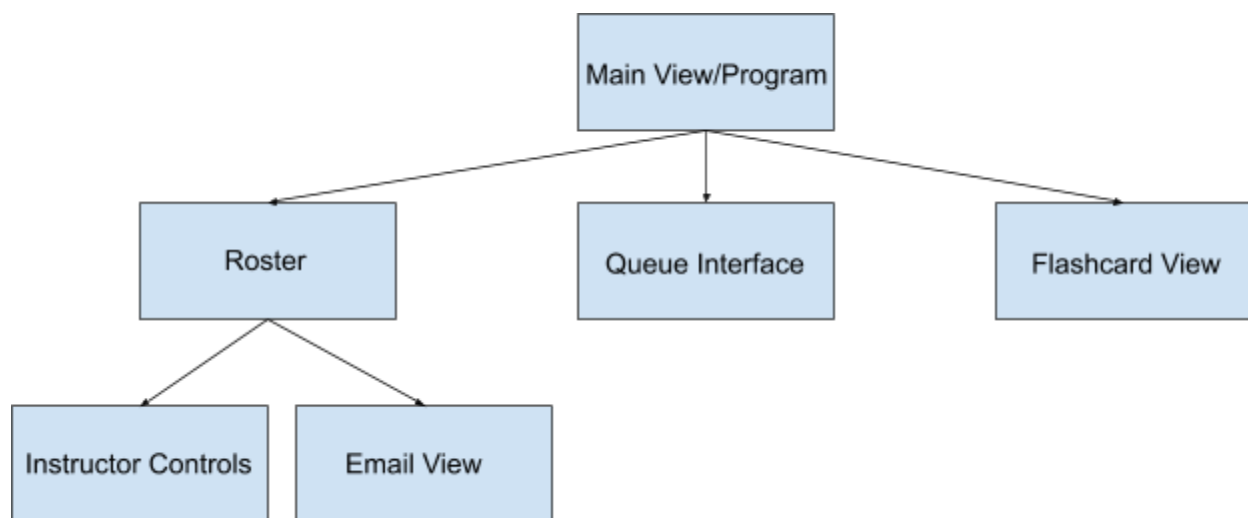 Main View/Program
Roster
Queue Interface
Flashcard View
Instructor Controls
Email View